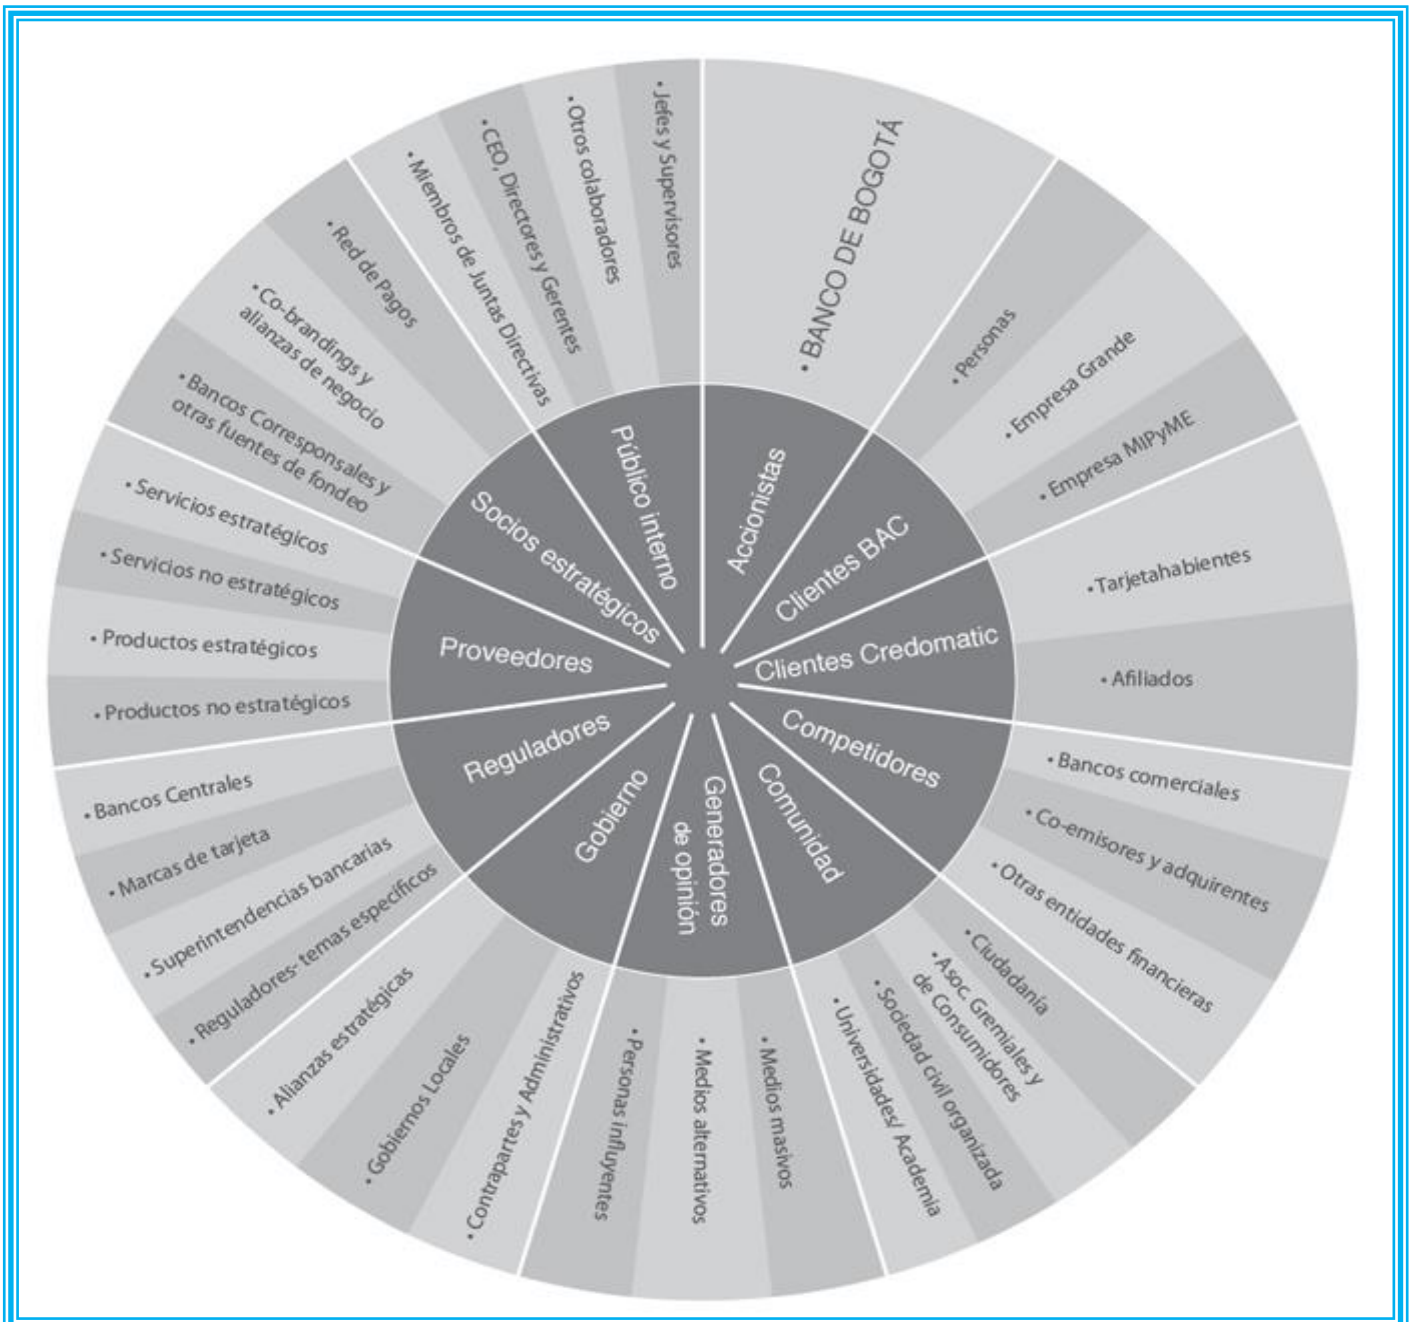 Accionistas
• BANCO DE BOGOTÁ
Clientes BAC
• Personas
• Empresa Grande
• Empresa MIPyME
Clientes Credomatic
• Tarjetahabientes
• Afiliados
Competidores
• Bancos comerciales
• Co-emisores y adquirentes
• Otras entidades financieras
Comunidad
• Ciudadanía
• Asoc. Gremiales y
de Consumidores
• Sociedad civil organizada
• Universidades/ Academia
Generadores
de opinión
• Medios masivos
• Medios alternativos
• Personas influyentes
Gobierno
• Contrapartes y Administrativos
• Gobiernos Locales
• Alianzas estratégicas
Reguladores
• Reguladores- temas específicos
• Superintendencias bancarias
• Marcas de tarjeta
• Bancos Centrales
Proveedores
• Productos no estratégicos
• Productos estratégicos
• Servicios no estratégicos
• Servicios estratégicos
Socios estratégicos
• Bancos Corresponsales y
otras fuentes de fondeo
• Co-brandings y
alianzas de negocio
• Red de Pagos
Público interno
• Miembros de Juntas Directivas
• CEO, Directores y Gerentes
• Otros colaboradores
• Jefes y Supervisores